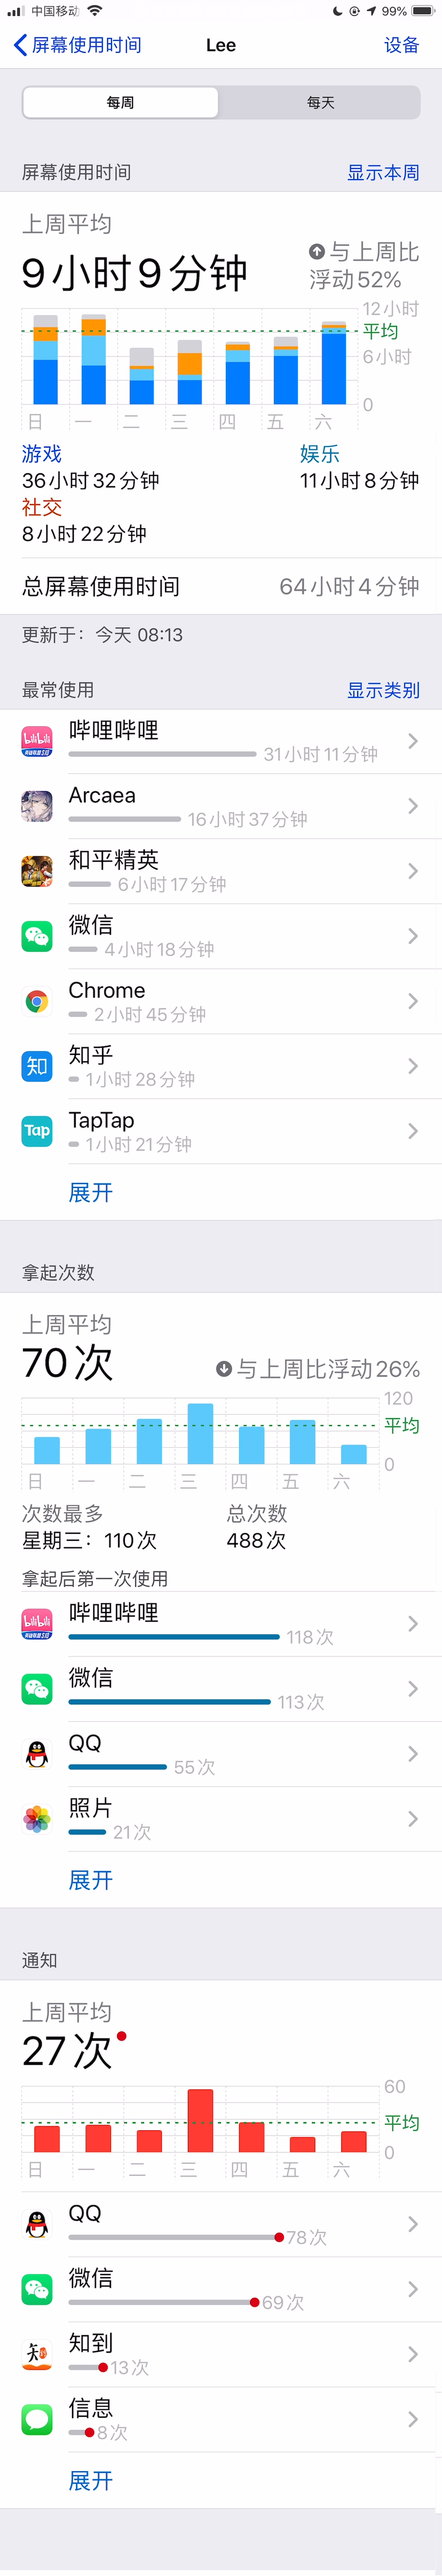 中国移动
99%
屏幕使用时间
Lee
设备
每周
每天
屏幕使用时间
显示本周
上周平均
9小时9分钟
与上周比
浮动52%
12小时
平均
6小时
0
日 一 二 三 四 五 六
游戏
娱乐
36小时32分钟
11小时8分钟
社交
8小时22分钟
总屏幕使用时间
64小时4分钟
更新于：今天 08:13
最常使用
显示类别
bilibili
哔哩哔哩
31小时11分钟
Arcaea
16小时37分钟
和平精英
6小时17分钟
微信
4小时18分钟
Chrome
2小时45分钟
知
知乎
1小时28分钟
Tap
TapTap
1小时21分钟
展开
拿起次数
上周平均
70次
与上周比浮动26%
120
平均
0
日 一 二 三 四 五 六
次数最多
总次数
星期三：110次
488次
拿起后第一次使用
bilibili
哔哩哔哩
118次
微信
113次
QQ
55次
照片
21次
展开
通知
上周平均
27次
60
平均
0
日 一 二 三 四 五 六
QQ
78次
微信
69次
知到
13次
信息
8次
展开